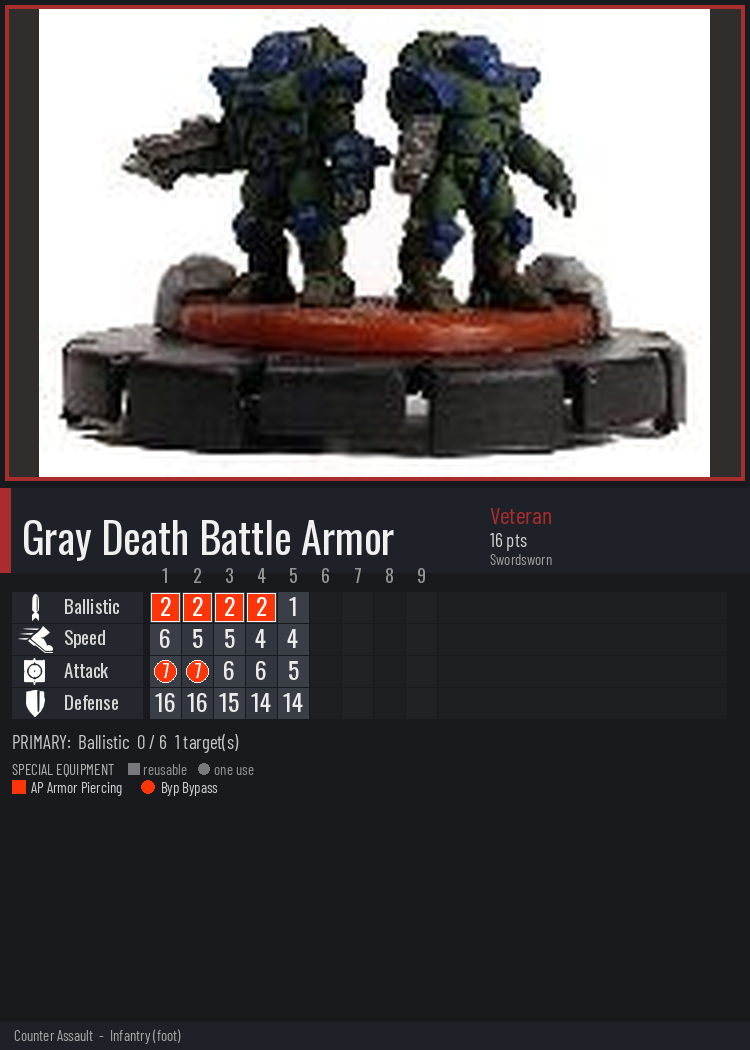 Gray Death Battle Armor
Veteran
16 pts
Swordsworn
1 2 3 4 5 6 7 8 9
Ballistic 2 2 2 2 1
Speed 6 5 5 4 4
Attack 7 7 6 6 5
Defense 16 16 15 14 14
PRIMARY: Ballistic 0 / 6 1 target(s)
SPECIAL EQUIPMENT reusable one use
AP Armor Piercing Byp Bypass
Counter Assault - Infantry (foot)